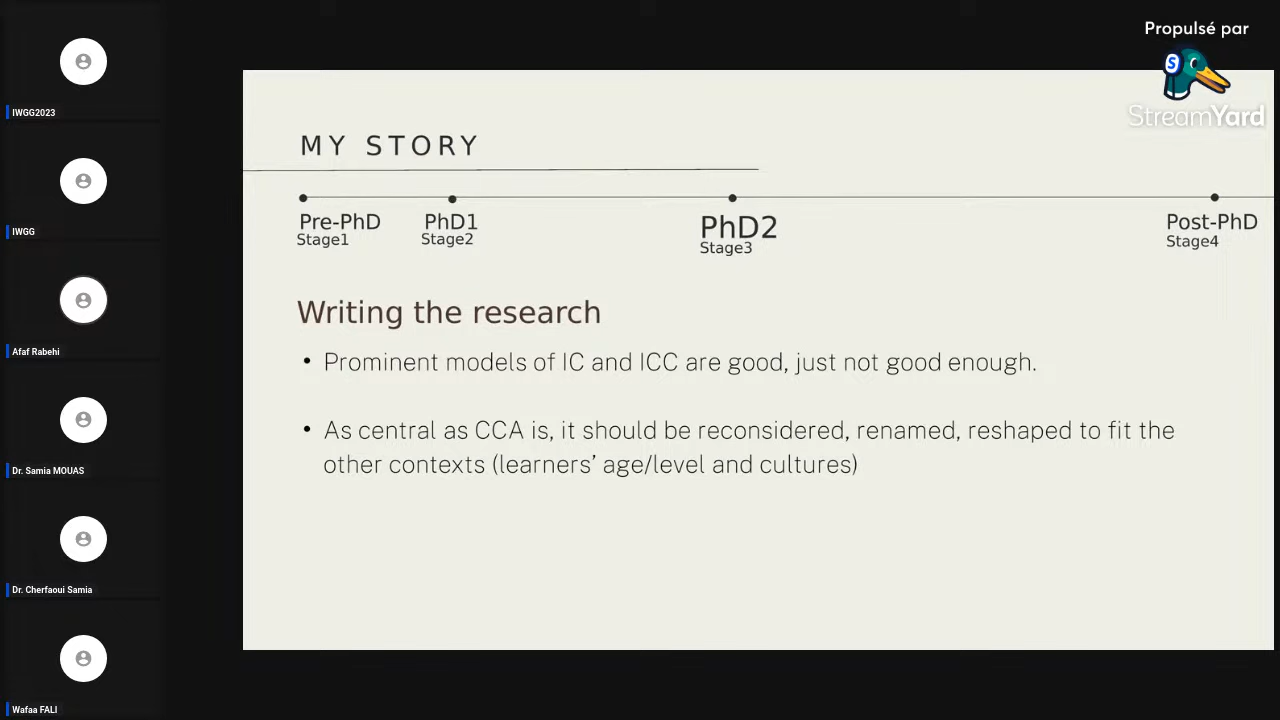 Propulsé par
StreamYard
IWGG2023
IWGG
Afaf Rabehi
Dr. Samia MOUAS
Dr. Cherfaoui Samia
Wafaa FALI
MY STORY
Pre-PhD
Stage1
PhD1
Stage2
PhD2
Stage3
Post-PhD
Stage4
Writing the research
• Prominent models of IC and ICC are good, just not good enough.
• As central as CCA is, it should be reconsidered, renamed, reshaped to fit the
other contexts (learners’ age/level and cultures)